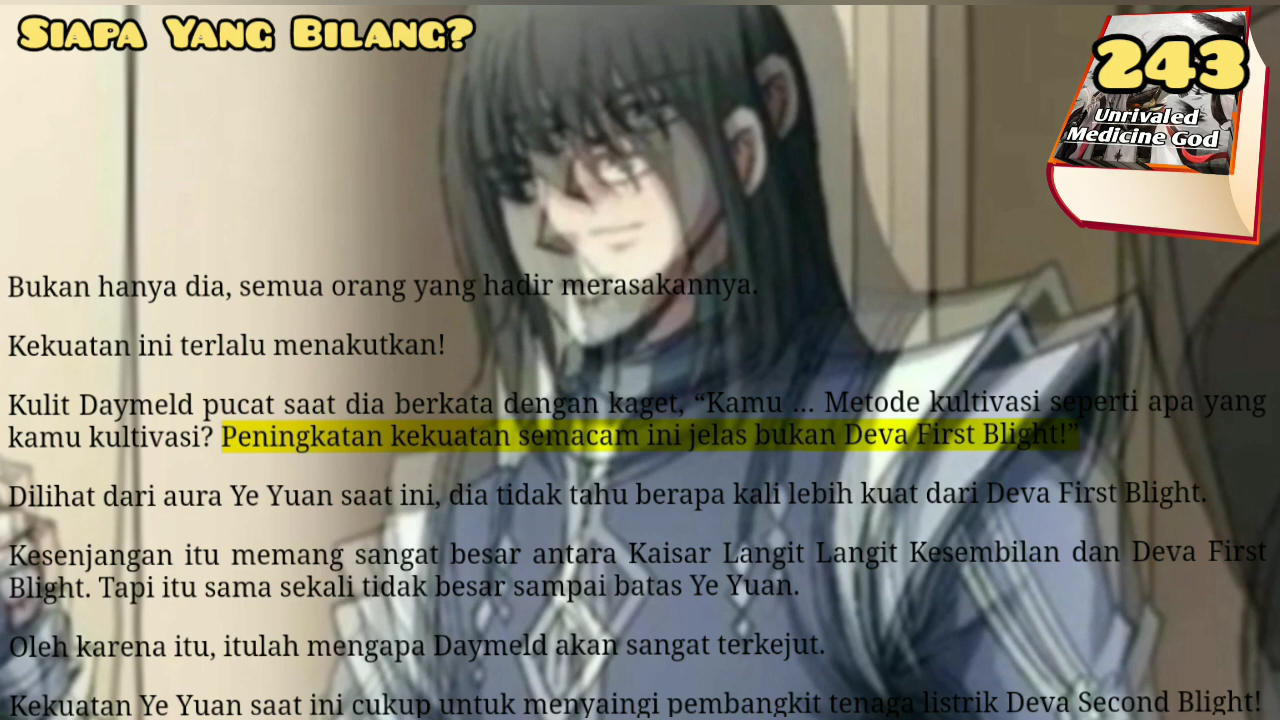 Siapa Yang Bilang?
243
Unrivaled
Medicine God
Bukan hanya dia, semua orang yang hadir merasakannya.
Kekuatan ini terlalu menakutkan!
Kulit Daymeld pucat saat dia berkata dengan kaget, “Kamu ... Metode kultivasi seperti apa yang
kamu kultivasi? Peningkatan kekuatan semacam ini jelas bukan Deva First Blight!”
Dilihat dari aura Ye Yuan saat ini, dia tidak tahu berapa kali lebih kuat dari Deva First Blight.
Kesenjangan itu memang sangat besar antara Kaisar Langit Langit Kesembilan dan Deva First
Blight. Tapi itu sama sekali tidak besar sampai batas Ye Yuan.
Oleh karena itu, itulah mengapa Daymeld akan sangat terkejut.
Kekuatan Ye Yuan saat ini cukup untuk menyaingi pembangkit tenaga listrik Deva Second Blight!